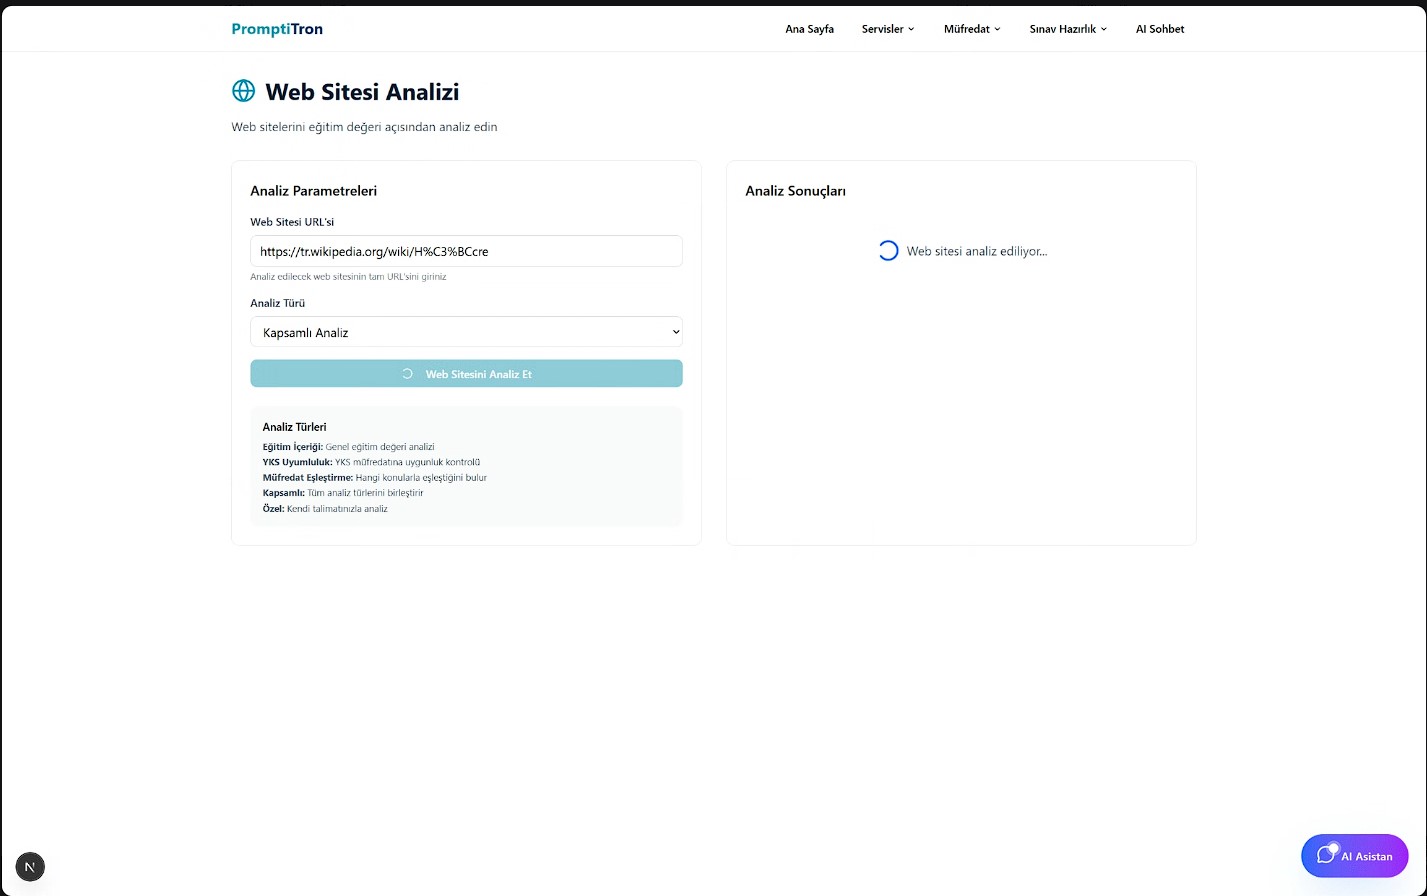 PromptiTron
Ana Sayfa
Servisler
Müfredat
Sınav Hazırlık
AI Sohbet
Web Sitesi Analizi
Web sitelerini eğitim değeri açısından analiz edin
Analiz Parametreleri
Web Sitesi URL'si
https://tr.wikipedia.org/wiki/H%C3%BCcre
Analiz edilecek web sitesinin tam URL'sini giriniz
Analiz Türü
Kapsamlı Analiz
Web Sitesini Analiz Et
Analiz Türleri
Eğitim İçeriği: Genel eğitim değeri analizi
YKS Uyumluluk: YKS müfredatına uygunluk kontrolü
Müfredat Eşleştirme: Hangi konularla eşleştiğini bulur
Kapsamlı: Tüm analiz türlerini birleştirir
Özel: Kendi talimatınızla analiz
Analiz Sonuçları
Web sitesi analiz ediliyor...
N
AI Asistan